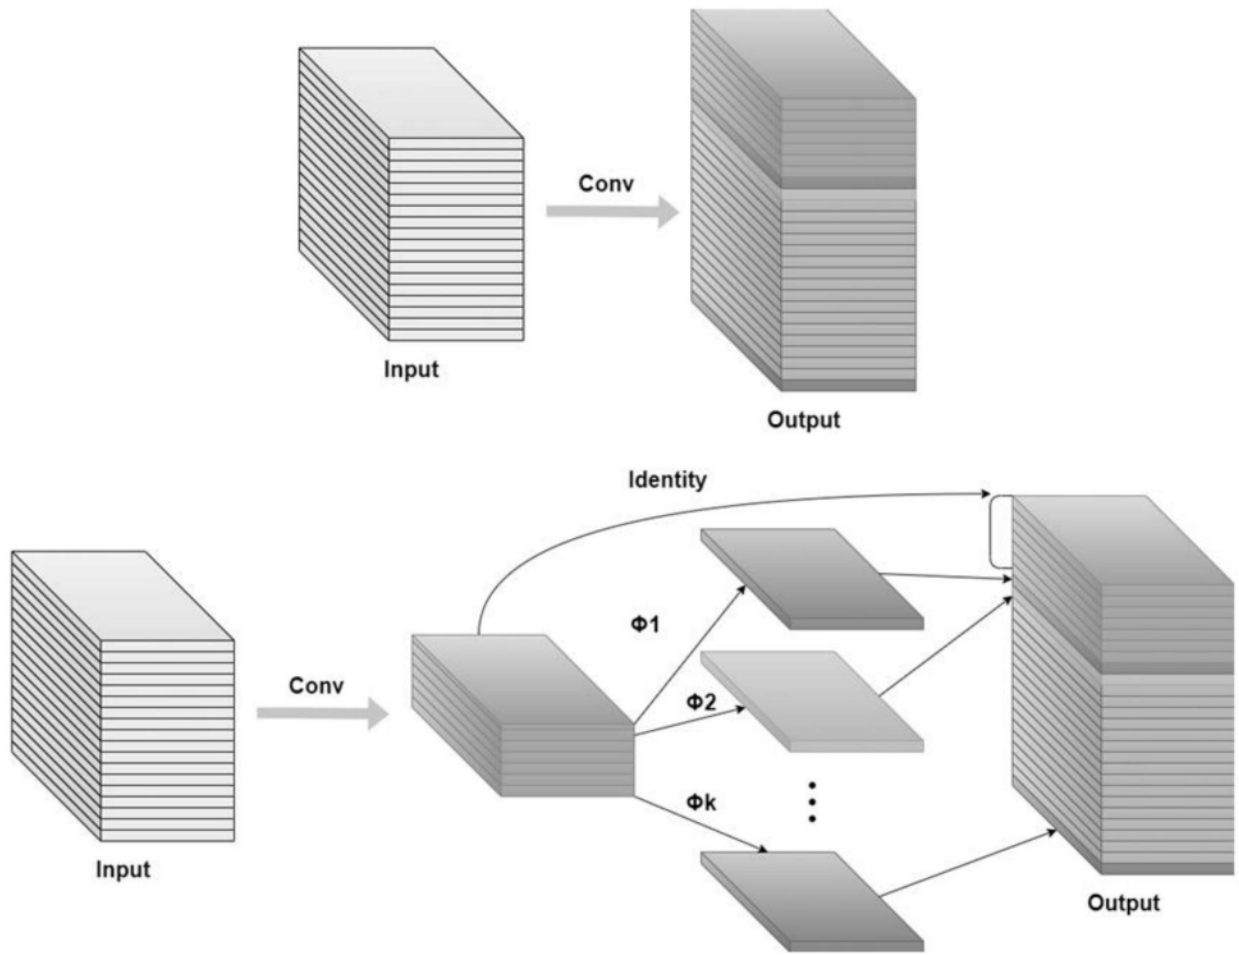 Conv
Input
Output
Identity
Φ1
Conv
Φ2
Φk
Input
Output